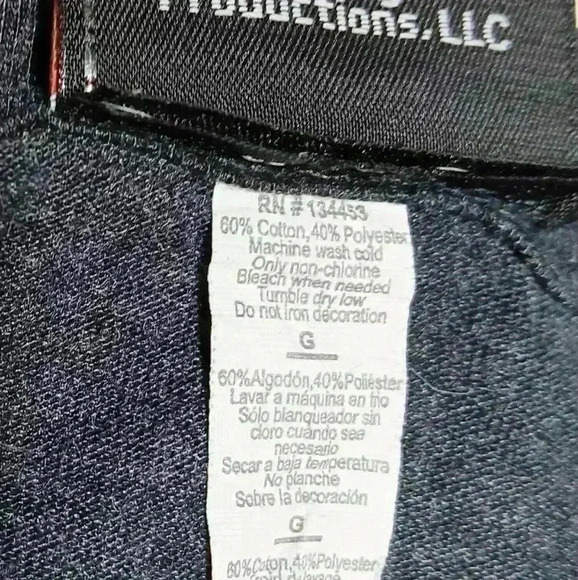 Productions, LLC
RN # 134453
60% Cotton, 40% Polyester
Machine wash cold
Only non-chlorine
Bleach when needed
Tumble dry low
Do not iron decoration
G
60%Algodón,40%Poliéster
Lavar a máquina en frio
Sólo blanqueador sin
cloro cuando sea
necesario
Secar a baja temperatura
No planche
Sobre la decoración
G
60%Coton,40%Polyester